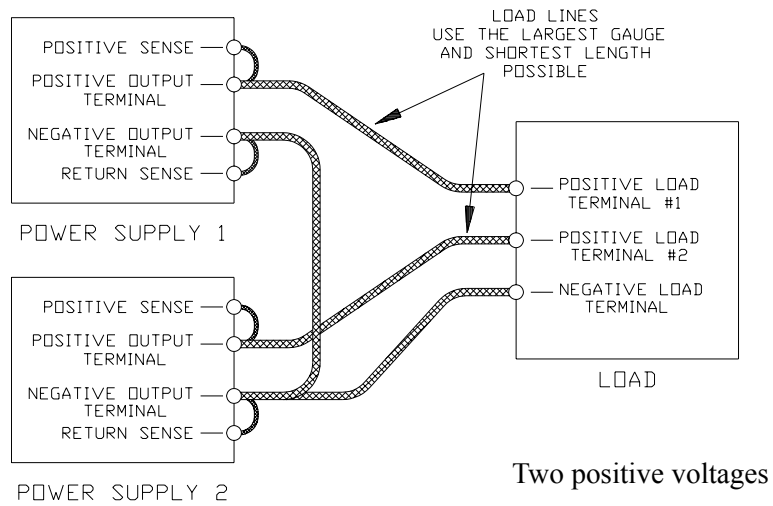 LOAD LINES
USE THE LARGEST GAUGE
AND SHORTEST LENGTH
POSSIBLE
POSITIVE SENSE
POSITIVE OUTPUT
TERMINAL
NEGATIVE OUTPUT
TERMINAL
RETURN SENSE
POWER SUPPLY 1
POSITIVE LOAD
TERMINAL #1
POSITIVE LOAD
TERMINAL #2
NEGATIVE LOAD
TERMINAL
LOAD
POSITIVE SENSE
POSITIVE OUTPUT
TERMINAL
NEGATIVE OUTPUT
TERMINAL
RETURN SENSE
POWER SUPPLY 2
Two positive voltages